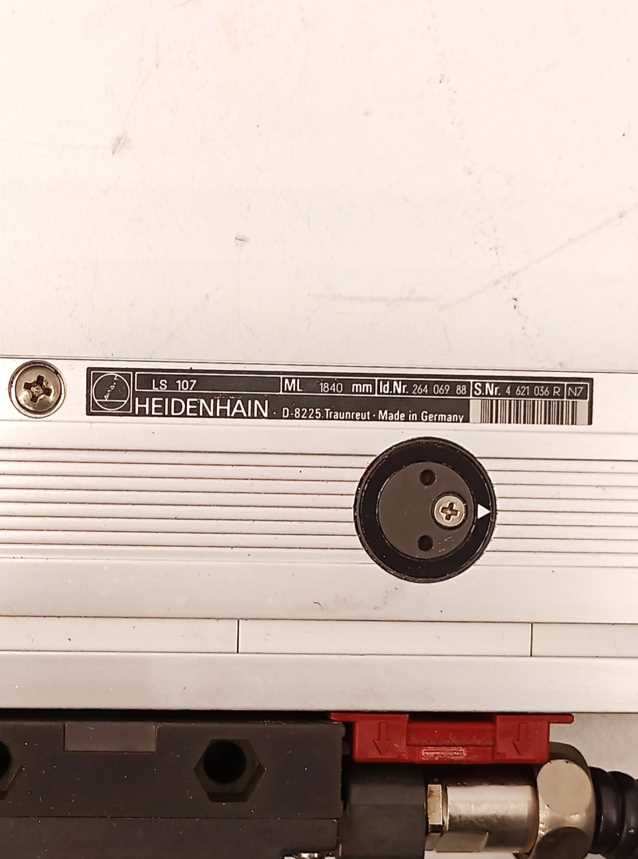 LS 107 ML 1840 mm Id.Nr. 264 069 88 S.Nr. 4 621 036 R N7
HEIDENHAIN · D-8225 Traunreut · Made in Germany